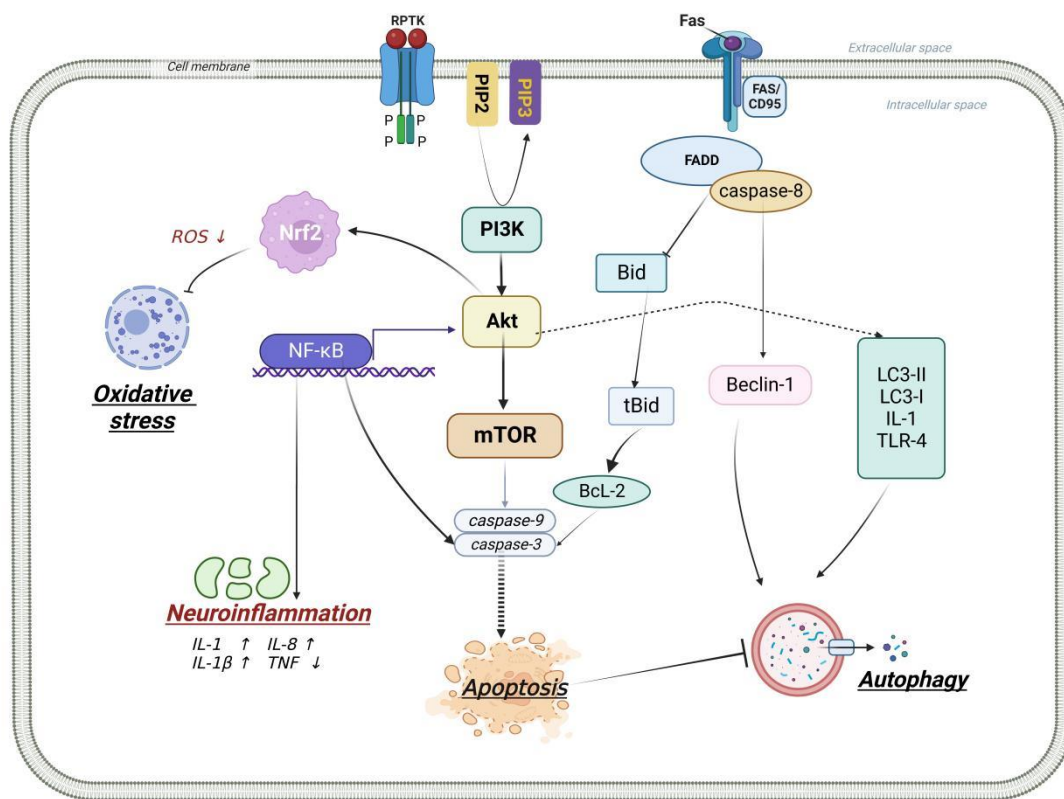 RPTK
Fas
Extracellular space
Cell membrane
PIP2
PIP3
FAS/
CD95
Intracellular space
P
P
P
P
FADD
caspase-8
Nrf2
ROS ↓
PI3K
Bid
Akt
NF-κB
Oxidative
stress
Beclin-1
LC3-II
LC3-I
IL-1
TLR-4
tBid
mTOR
BcL-2
caspase-9
caspase-3
Neuroinflammation
IL-1 ↑ IL-8 ↑
IL-1β ↑ TNF ↓
Apoptosis
Autophagy